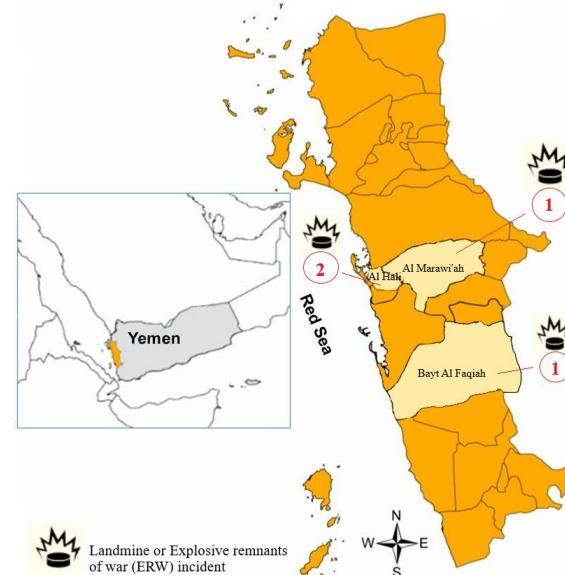 1
2
Al Hali
Al Marawi'ah
Red Sea
Yemen
Bayt Al Faqiah
1
N
W E
S
Landmine or Explosive remnants
of war (ERW) incident